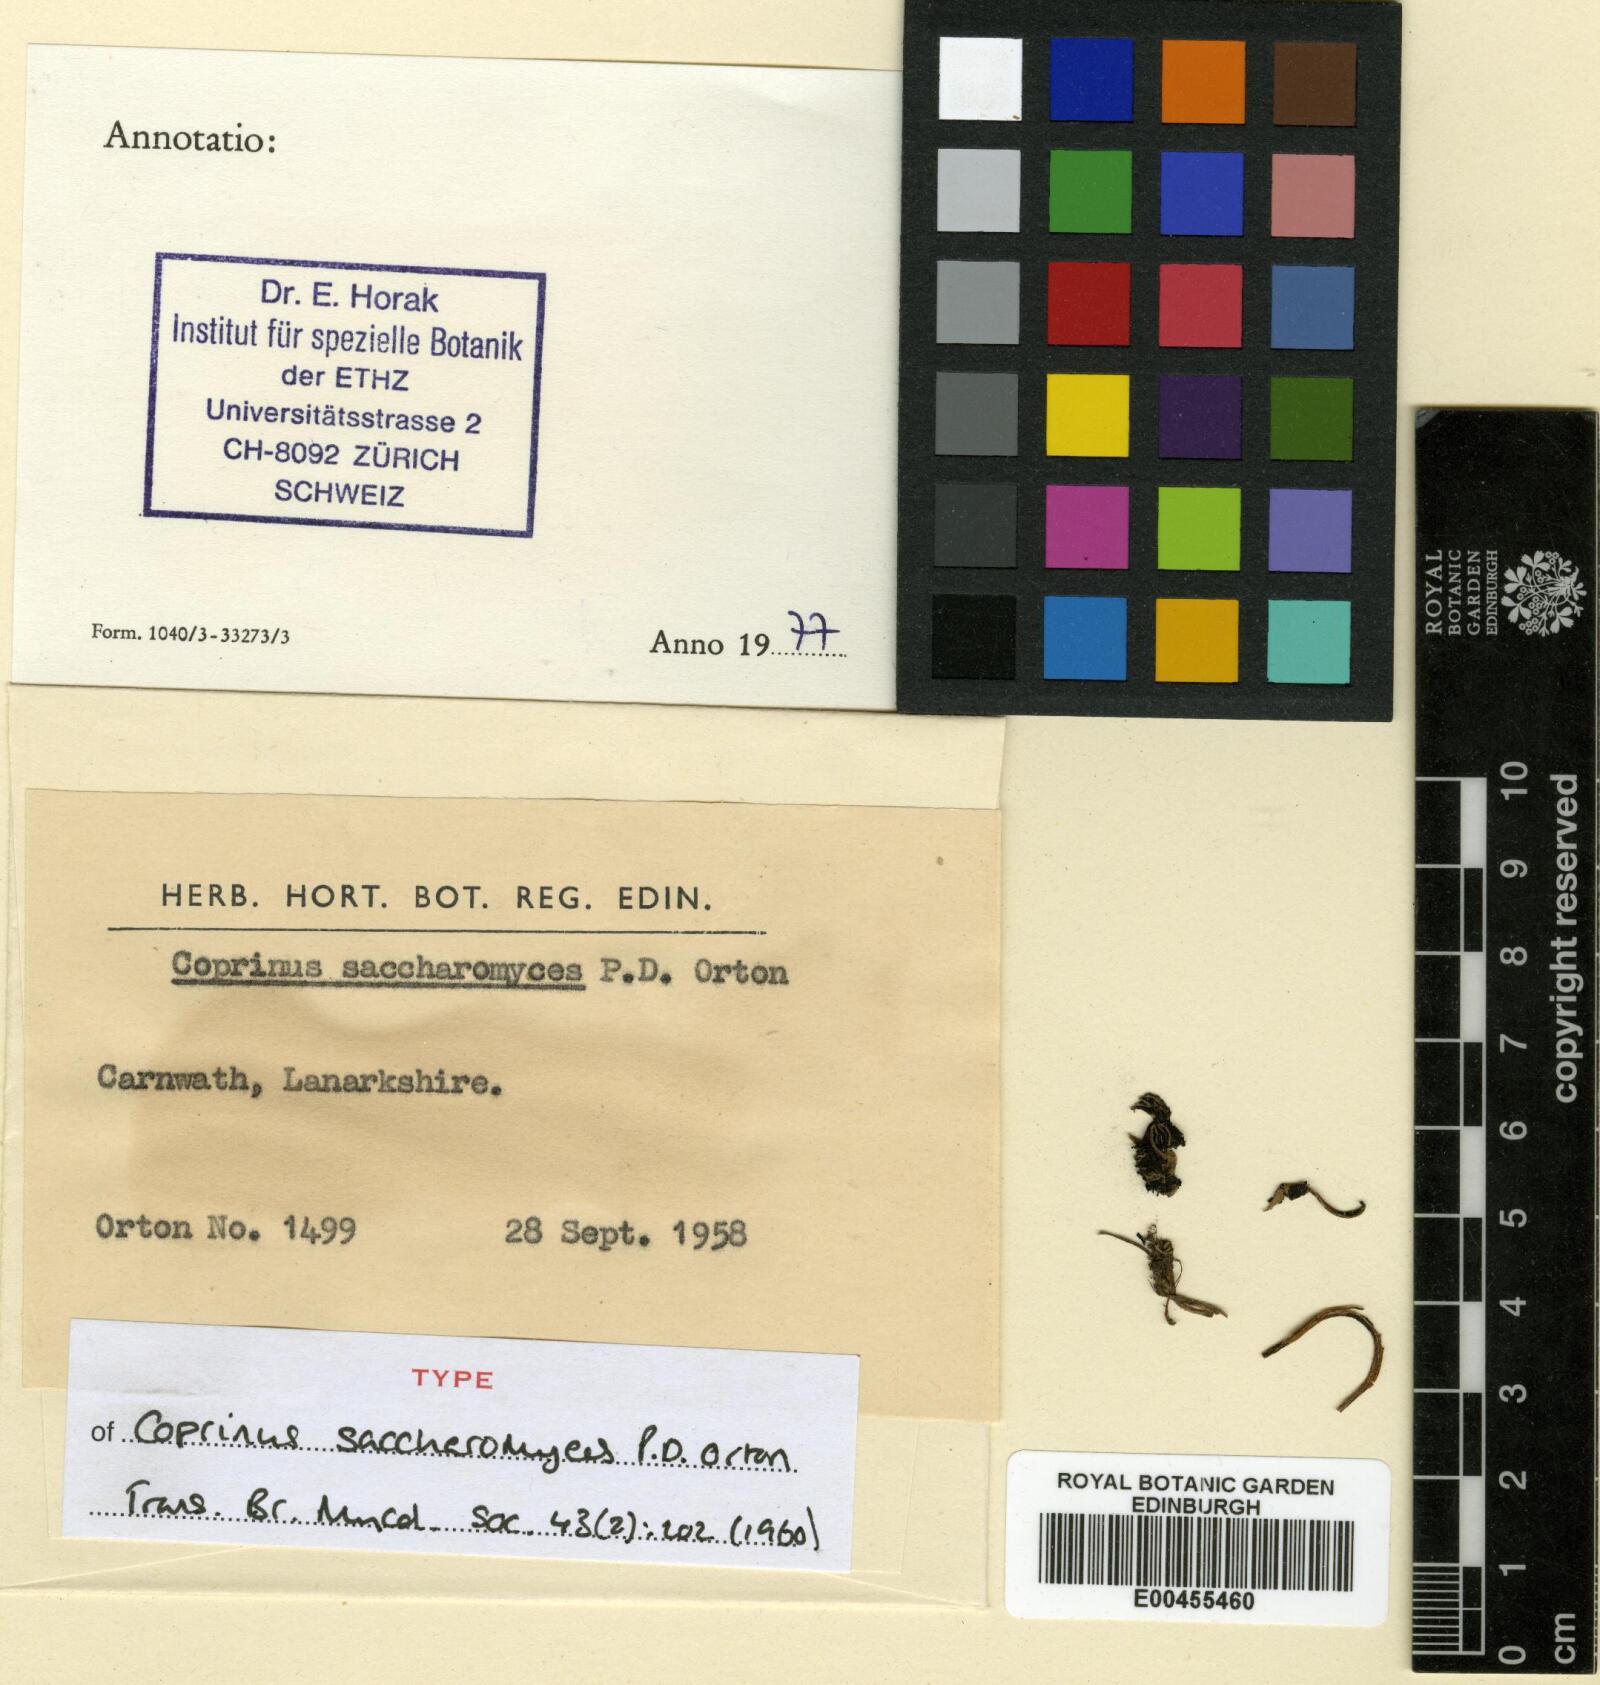 Annotatio:
Dr. E. Horak
Institut für spezielle Botanik
der ETHZ
Universitätsstrasse 2
CH-8092 ZÜRICH
SCHWEIZ
Form. 1040/3-33273/3
Anno 1977
HERB. HORT. BOT. REG. EDIN.
Coprinus saccharomyces P.D. Orton
Carnwath, Lanarkshire.
Orton No. 1499 28 Sept. 1958
TYPE
of Coprinus saccheromyces P.D. Orton
Trans. Br. Mycol. Soc. 43(2): 202 (1960)
ROYAL BOTANIC GARDEN
EDINBURGH
E00455460
ROYAL
BOTANIC
GARDEN
EDINBURGH
copyright reserved
10
9
8
7
6
5
4
3
2
1
0
cm